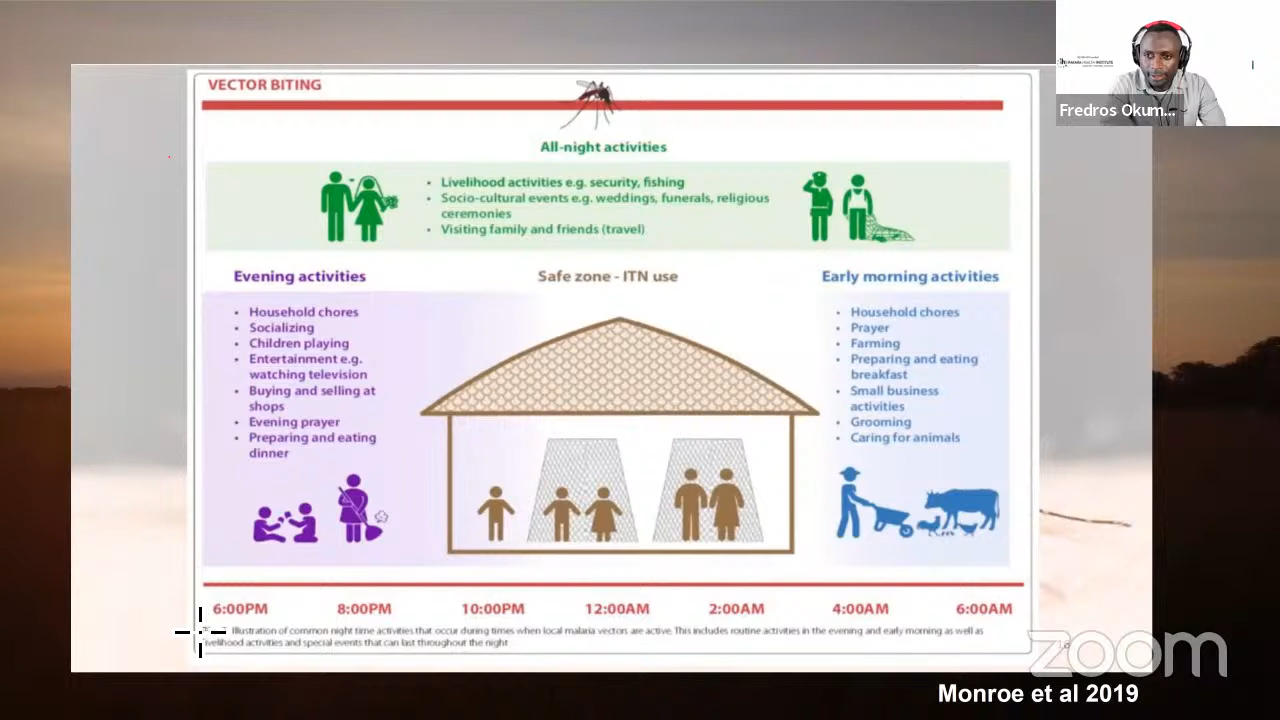 VECTOR BITING
All-night activities
• Livelihood activities e.g. security, fishing
• Socio-cultural events e.g. weddings, funerals, religious
ceremonies
• Visiting family and friends (travel)
Evening activities
• Household chores
• Socializing
• Children playing
• Entertainment e.g.
watching television
• Buying and selling at
shops
• Evening prayer
• Preparing and eating
dinner
Safe zone - ITN use
Early morning activities
• Household chores
• Prayer
• Farming
• Preparing and eating
breakfast
• Small business
activities
• Grooming
• Caring for animals
6:00PM 8:00PM 10:00PM 12:00AM 2:00AM 4:00AM 6:00AM
Illustration of common night time activities that occur during times when local malaria vectors are active. This includes routine activities in the evening and early morning as well as
livelihood activities and special events that can last throughout the night
Monroe et al 2019
zoom
Fredros Okum...
HEALTH INSTITUTE